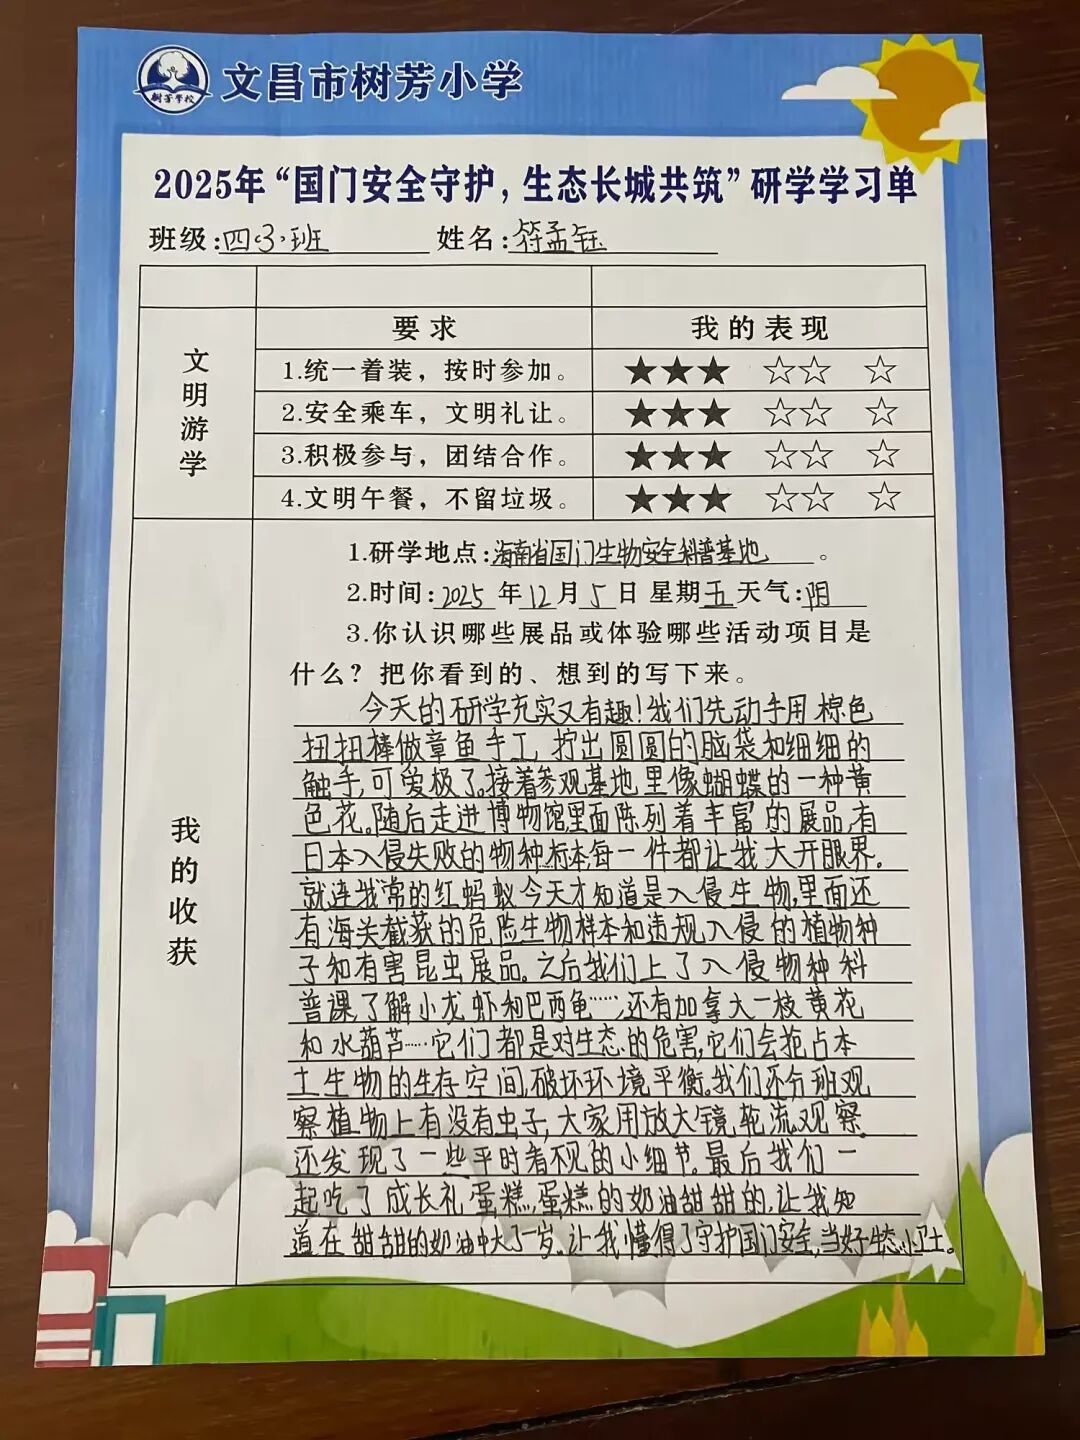 树芳学校
文昌市树芳小学
2025年“国门安全守护，生态长城共筑”研学学习单
班级：四（3）班 姓名：符孟钰
文明游学
要求 我的表现
1.统一着装，按时参加。 ★★★ ☆☆ ☆
2.安全乘车，文明礼让。 ★★★ ☆☆ ☆
3.积极参与，团结合作。 ★★★ ☆☆ ☆
4.文明午餐，不留垃圾。 ★★★ ☆☆ ☆
我的收获
1.研学地点：海南省国门生物安全科普基地。
2.时间：2025年12月5日 星期五 天气：阴
3.你认识哪些展品或体验哪些活动项目是
什么？把你看到的、想到的写下来。
今天的研学充实又有趣！我们先动手用棕色
扭扭棒做章鱼手工，拧出圆圆的脑袋和细细的
触手，可爱极了。接着参观基地里像蝴蝶的一种黄
色花。随后走进博物馆里面陈列着丰富的展品，有
日本入侵失败的物种标本每一件都让我大开眼界。
就连我常的红蚂蚁今天才知道是入侵生物，里面还
有海关截获的危险生物样本和违规入侵的植物种
子和有害昆虫展品。之后我们上了入侵物种科
普课了解小龙虾和巴西龟……，还有加拿大一枝黄花
和水葫芦……它们都是对生态的危害，它们会抢占本
土生物的生存空间，破坏环境平衡。我们还分班观
察植物上有没有虫子，大家用放大镜轮流观察
还发现了一些平时看不见的小细节。最后我们一
起吃了成长礼蛋糕，蛋糕的奶油甜甜的，让我知
道在甜甜的奶油中大了一岁。让我懂得了守护国门安全，当好生态小卫士。